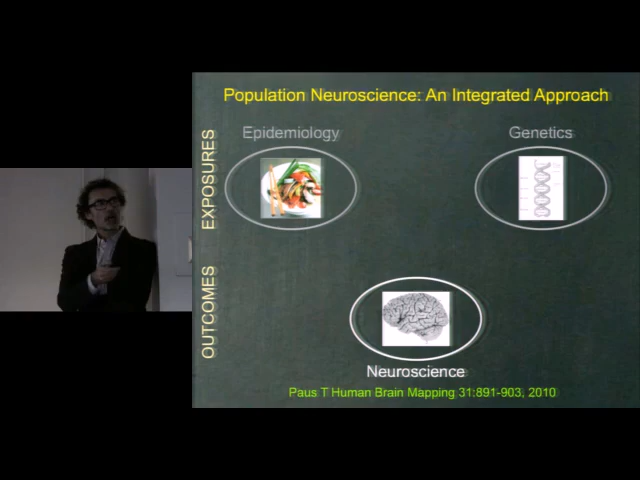 Population Neuroscience: An Integrated Approach
Epidemiology
Genetics
EXPOSURES
OUTCOMES
Neuroscience
Paus T Human Brain Mapping 31:891-903, 2010